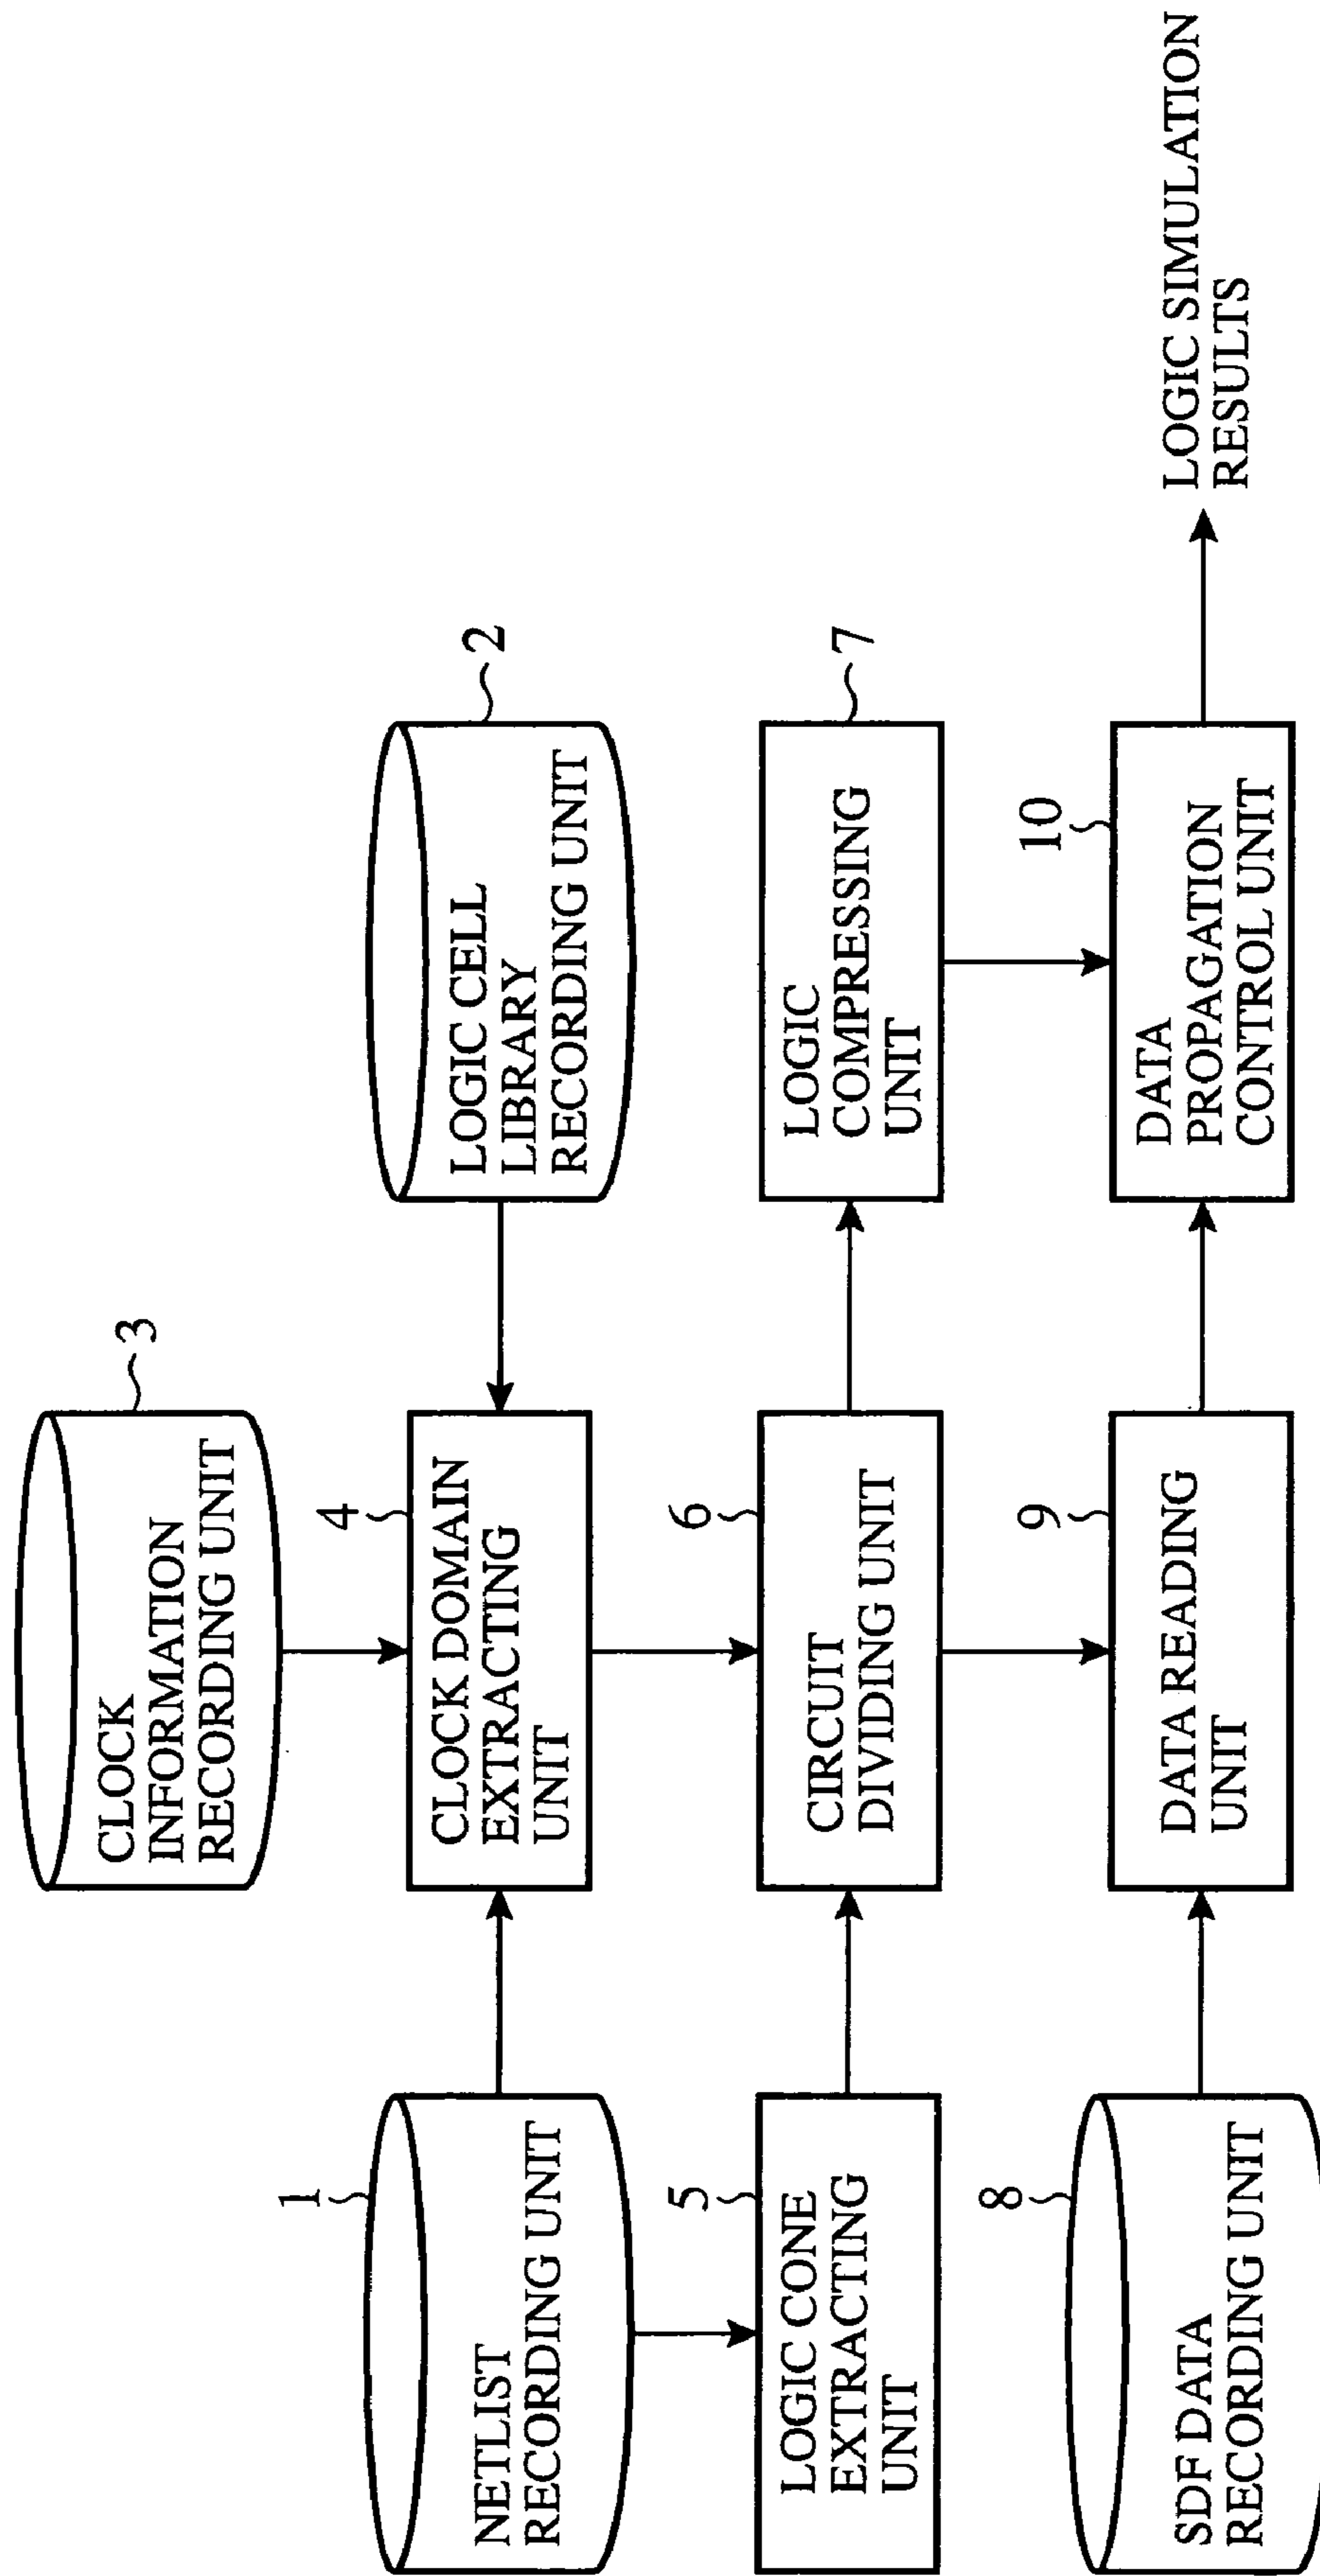 3
CLOCK
INFORMATION
RECORDING UNIT
1
NETLIST
RECORDING UNIT
4
CLOCK DOMAIN
EXTRACTING
UNIT
2
LOGIC CELL
LIBRARY
RECORDING UNIT
5
LOGIC CONE
EXTRACTING
UNIT
6
CIRCUIT
DIVIDING UNIT
7
LOGIC
COMPRESSING
UNIT
8
SDF DATA
RECORDING UNIT
9
DATA READING
UNIT
10
DATA
PROPAGATION
CONTROL UNIT
LOGIC SIMULATION
RESULTS